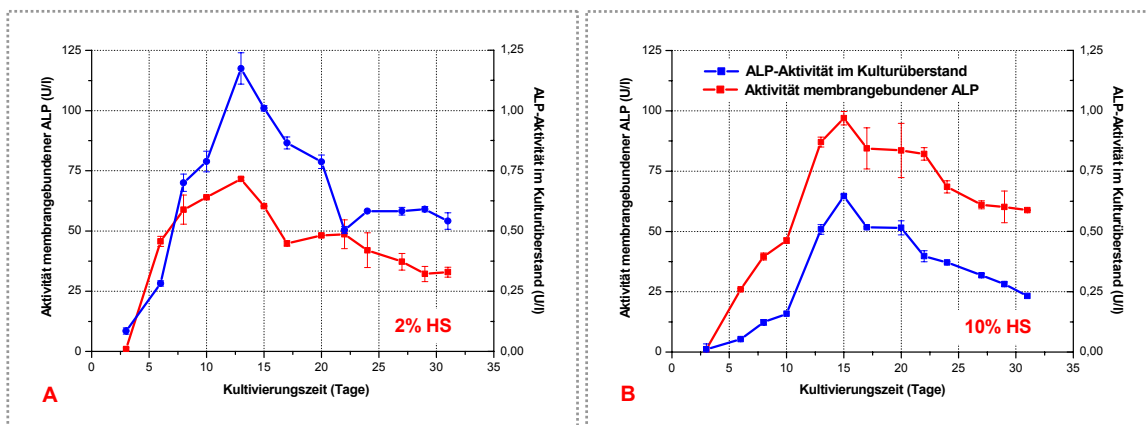 Aktivität membrangebundener ALP (U/l)
125
100
75
50
25
0
1,25
1,00
0,75
0,50
0,25
0,00
ALP-Aktivität im Kulturüberstand (U/l)
2% HS
0 5 10 15 20 25 30 35
Kultivierungszeit (Tage)
A
Aktivität membrangebundener ALP (U/l)
125
100
75
50
25
0
ALP-Aktivität im Kulturüberstand
Aktivität membrangebundener ALP
1,25
1,00
0,75
0,50
0,25
0,00
ALP-Aktivität im Kulturüberstand (U/l)
10% HS
0 5 10 15 20 25 30 35
Kultivierungszeit (Tage)
B